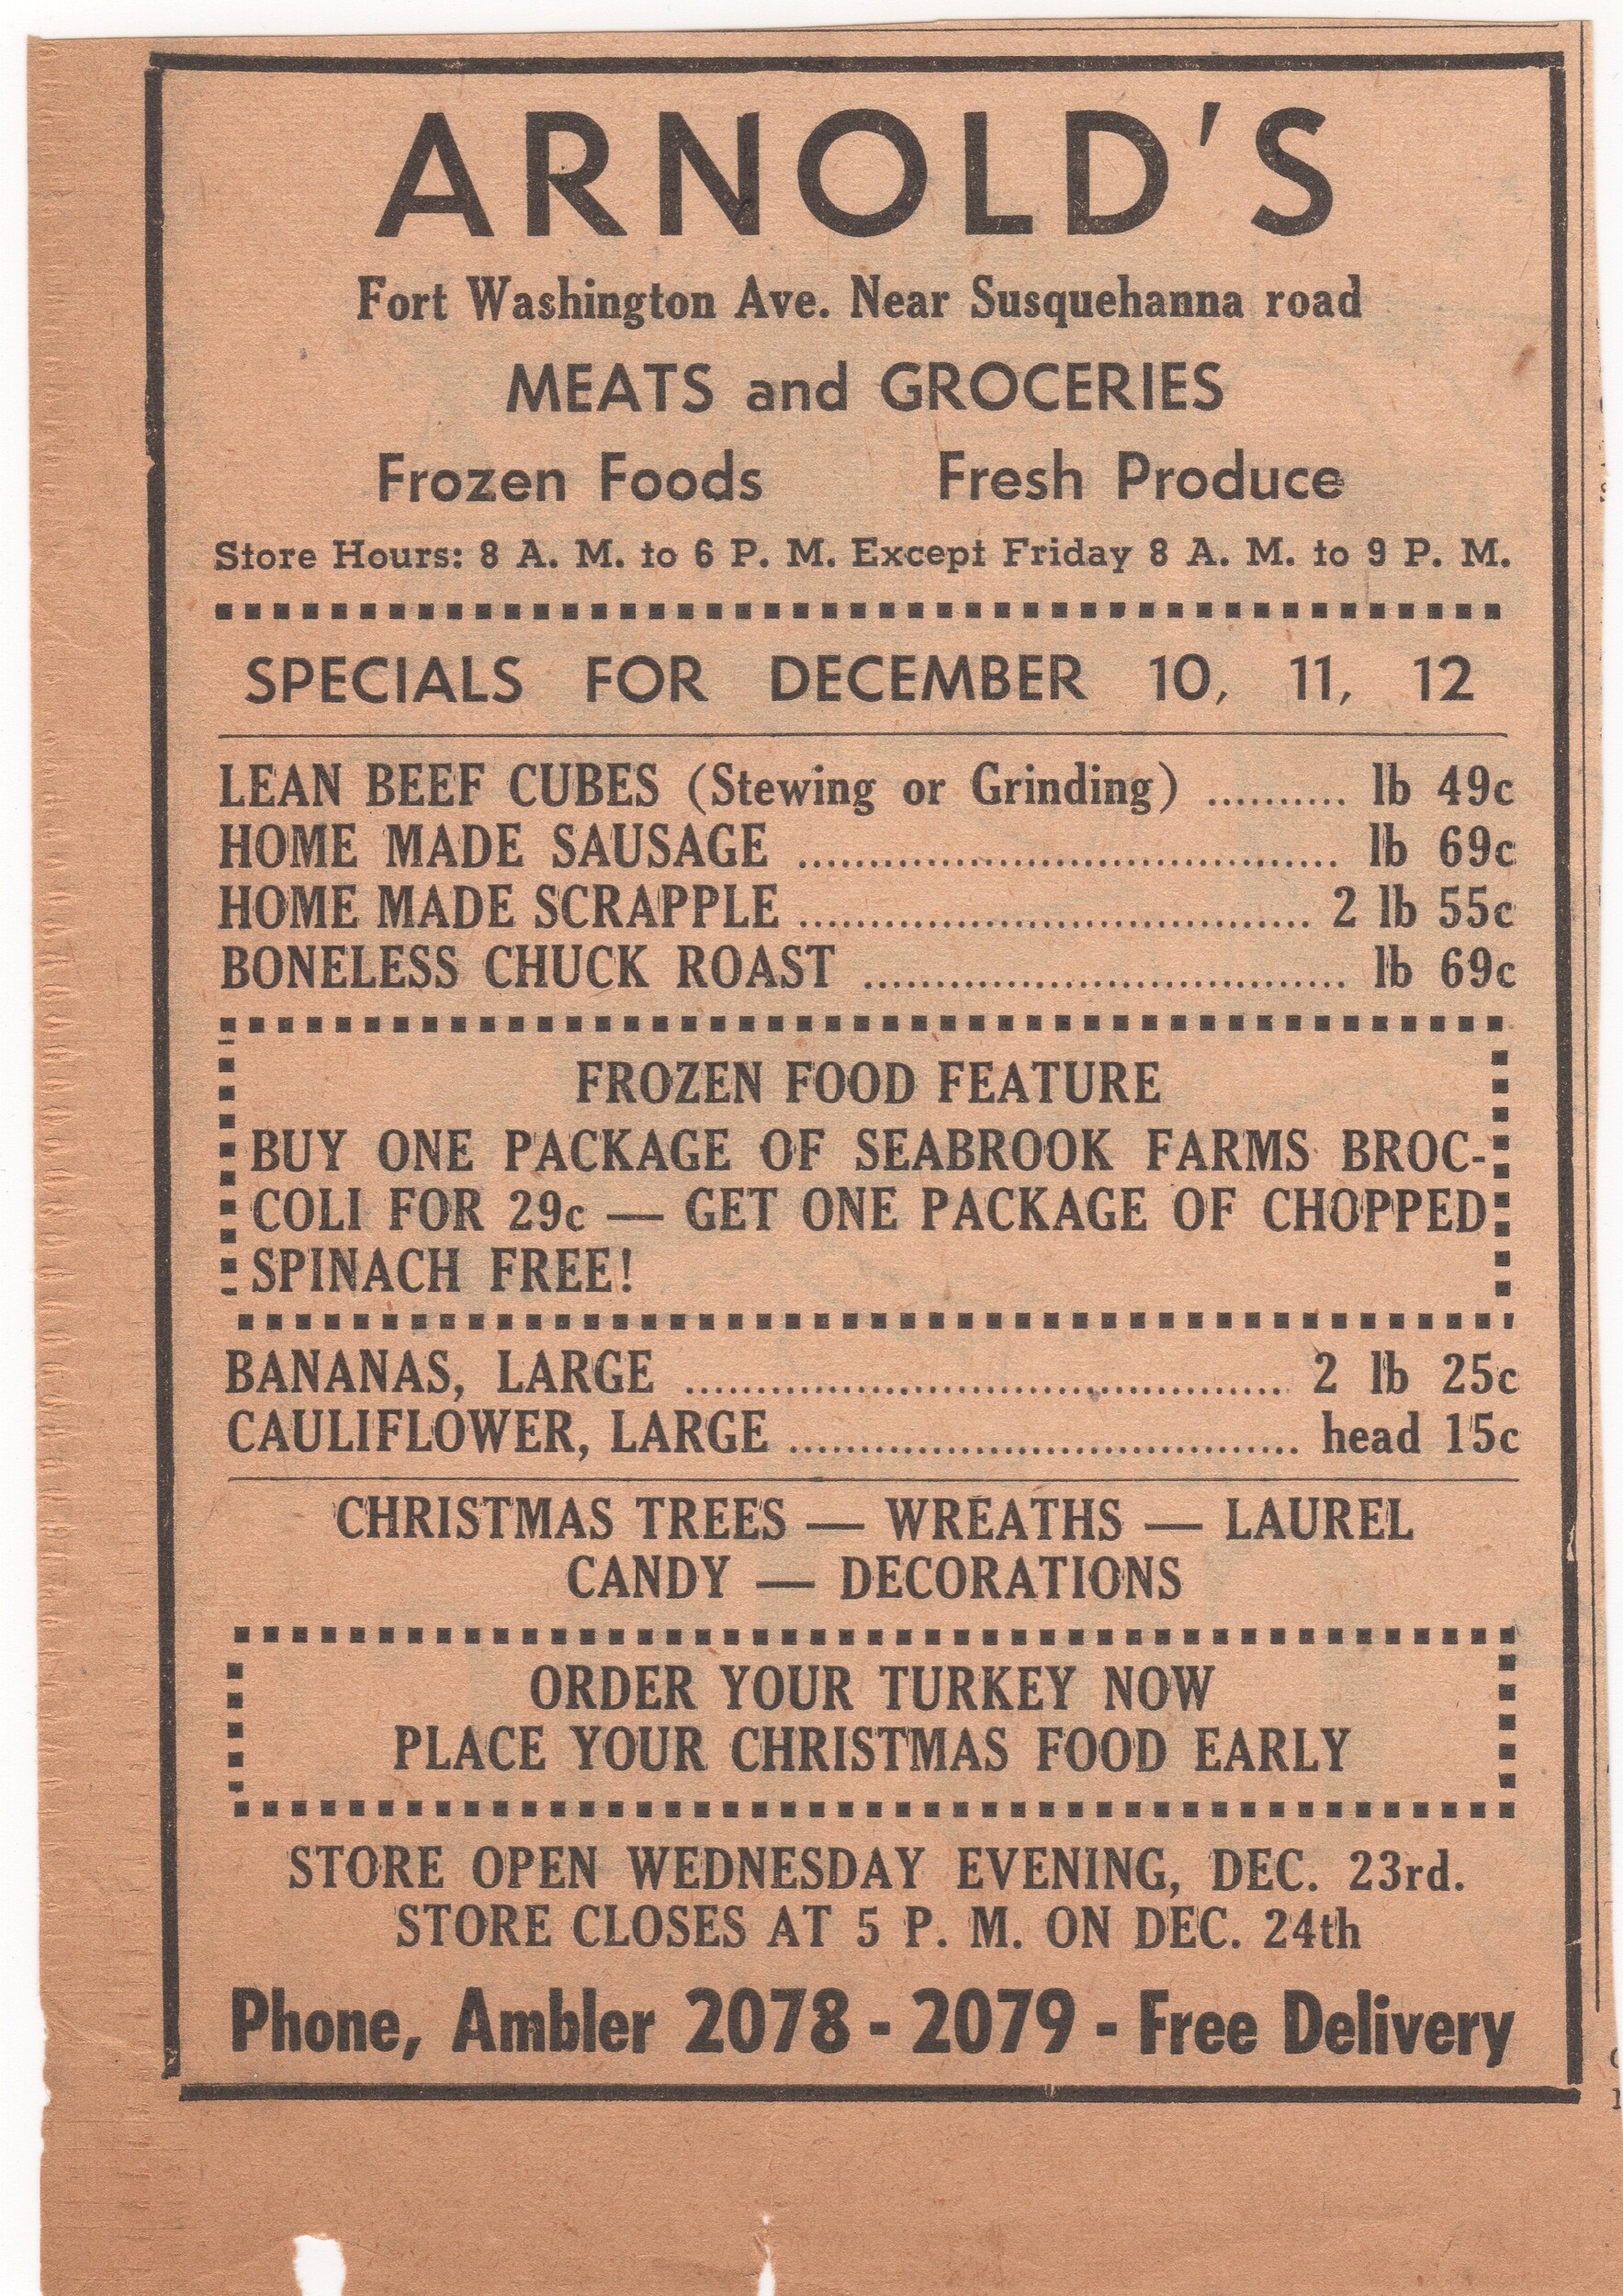 ARNOLD'S
Fort Washington Ave. Near Susquehanna road
MEATS and GROCERIES
Frozen Foods Fresh Produce
Store Hours: 8 A. M. to 6 P. M. Except Friday 8 A. M. to 9 P. M.
SPECIALS FOR DECEMBER 10, 11, 12
LEAN BEEF CUBES (Stewing or Grinding) .......... lb 49c
HOME MADE SAUSAGE ...................................... lb 69c
HOME MADE SCRAPPLE .................................... 2 lb 55c
BONELESS CHUCK ROAST .................................. lb 69c
FROZEN FOOD FEATURE
BUY ONE PACKAGE OF SEABROOK FARMS BROC-
COLI FOR 29c — GET ONE PACKAGE OF CHOPPED
SPINACH FREE!
BANANAS, LARGE .......................................... 2 lb 25c
CAULIFLOWER, LARGE .................................... head 15c
CHRISTMAS TREES — WREATHS — LAUREL
CANDY — DECORATIONS
ORDER YOUR TURKEY NOW
PLACE YOUR CHRISTMAS FOOD EARLY
STORE OPEN WEDNESDAY EVENING, DEC. 23rd.
STORE CLOSES AT 5 P. M. ON DEC. 24th
Phone, Ambler 2078 - 2079 - Free Delivery